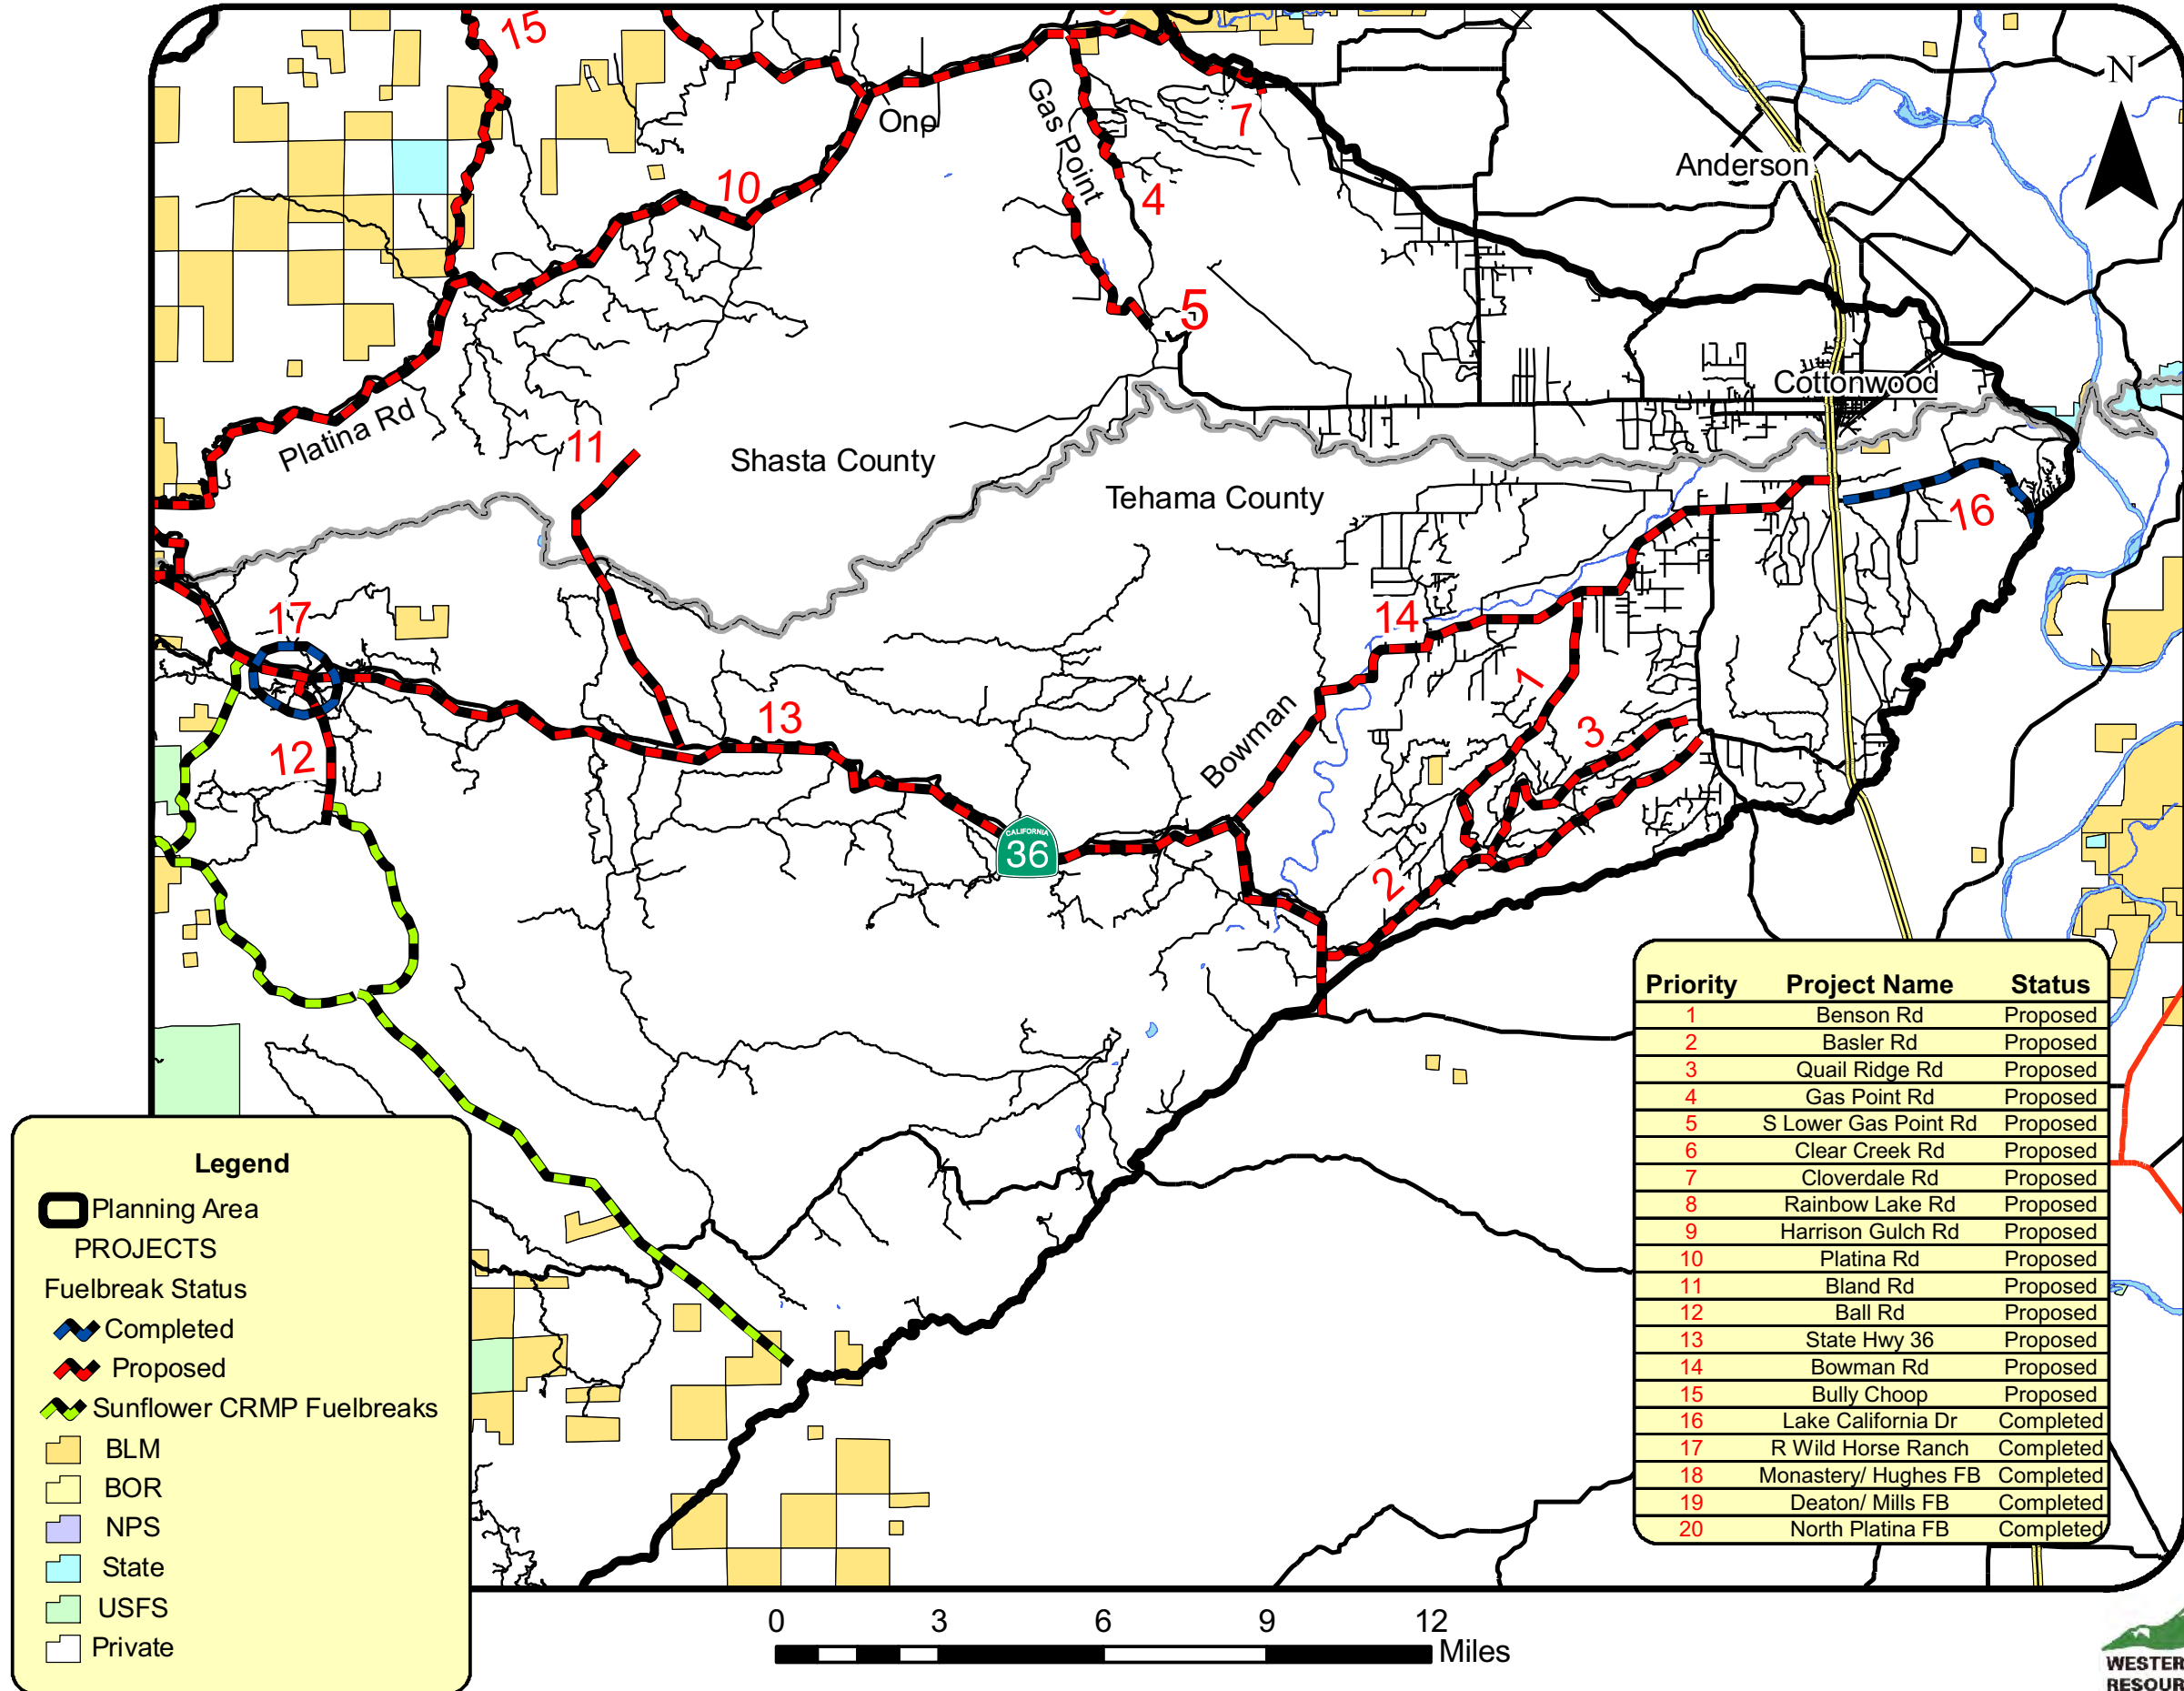 15
N
Ono
Gas Point
7
Anderson
10
4
5
Cottonwood
Platina Rd
11
Shasta County
Tehama County
16
17
14
1
13
3
12
Bowman
CALIFORNIA
36
2
Priority Project Name Status
1 Benson Rd Proposed
2 Basler Rd Proposed
3 Quail Ridge Rd Proposed
4 Gas Point Rd Proposed
5 S Lower Gas Point Rd Proposed
6 Clear Creek Rd Proposed
7 Cloverdale Rd Proposed
8 Rainbow Lake Rd Proposed
9 Harrison Gulch Rd Proposed
10 Platina Rd Proposed
11 Bland Rd Proposed
12 Ball Rd Proposed
13 State Hwy 36 Proposed
14 Bowman Rd Proposed
15 Bully Choop Proposed
16 Lake California Dr Completed
17 R Wild Horse Ranch Completed
18 Monastery/ Hughes FB Completed
19 Deaton/ Mills FB Completed
20 North Platina FB Completed
Legend
Planning Area
PROJECTS
Fuelbreak Status
Completed
Proposed
Sunflower CRMP Fuelbreaks
BLM
BOR
NPS
State
USFS
Private
0 3 6 9 12
Miles
WESTER
RESOUR